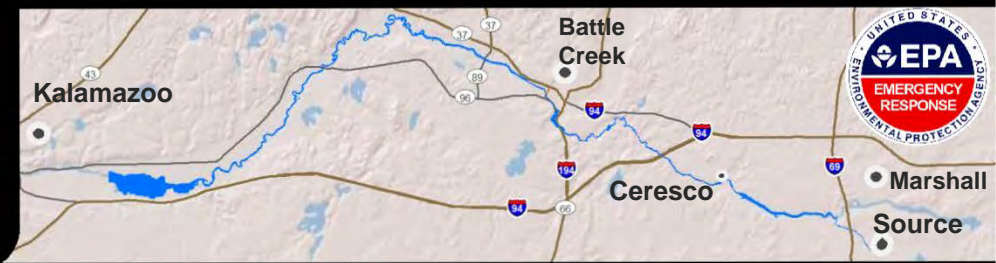 37
37
Battle
Creek
43
Kalamazoo
89
96
94
94
194
94
66
Ceresco
69
Marshall
Source
UNITED STATES
EPA
EMERGENCY
RESPONSE
ENVIRONMENTAL PROTECTION AGENCY